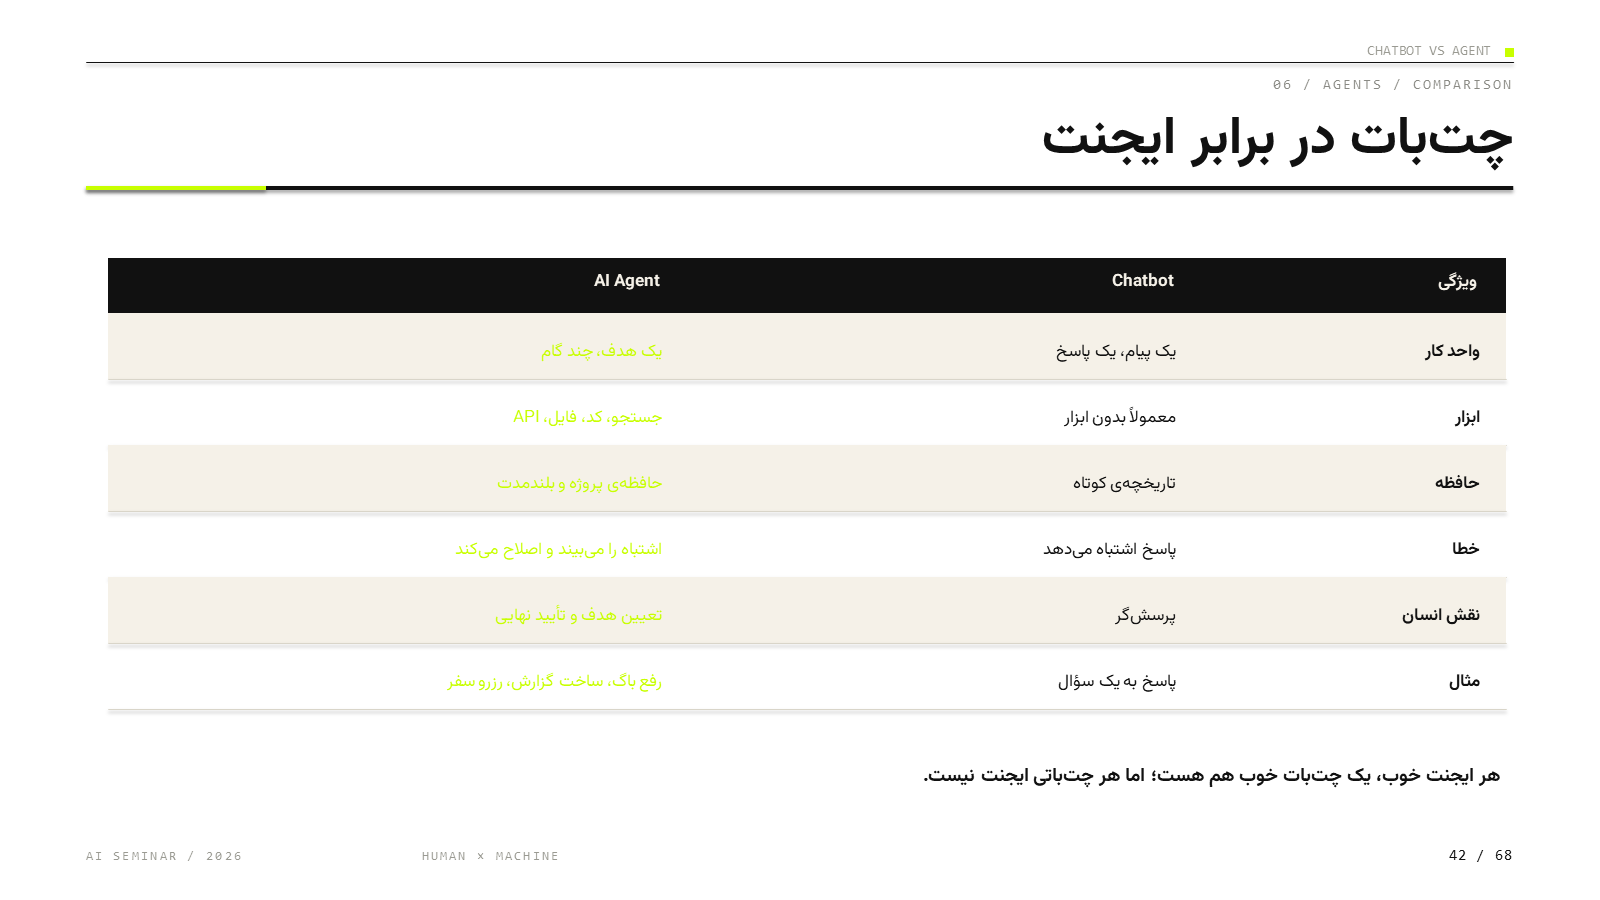 CHATBOT VS AGENT
06 / AGENTS / COMPARISON
چت‌بات در برابر ایجنت
ویژگی Chatbot AI Agent
واحد کار یک پیام، یک پاسخ یک هدف، چند گام
ابزار معمولاً بدون ابزار جستجو، کد، فایل، API
حافظه تاریخچه‌ی کوتاه حافظه‌ی پروژه و بلندمدت
خطا پاسخ اشتباه می‌دهد اشتباه را می‌بیند و اصلاح می‌کند
نقش انسان پرسش‌گر تعیین هدف و تأیید نهایی
مثال پاسخ به یک سؤال رفع باگ، ساخت گزارش، رزرو سفر
هر ایجنت خوب، یک چت‌بات خوب هم هست؛ اما هر چت‌باتی ایجنت نیست.
AI SEMINAR / 2026 HUMAN × MACHINE 42 / 68